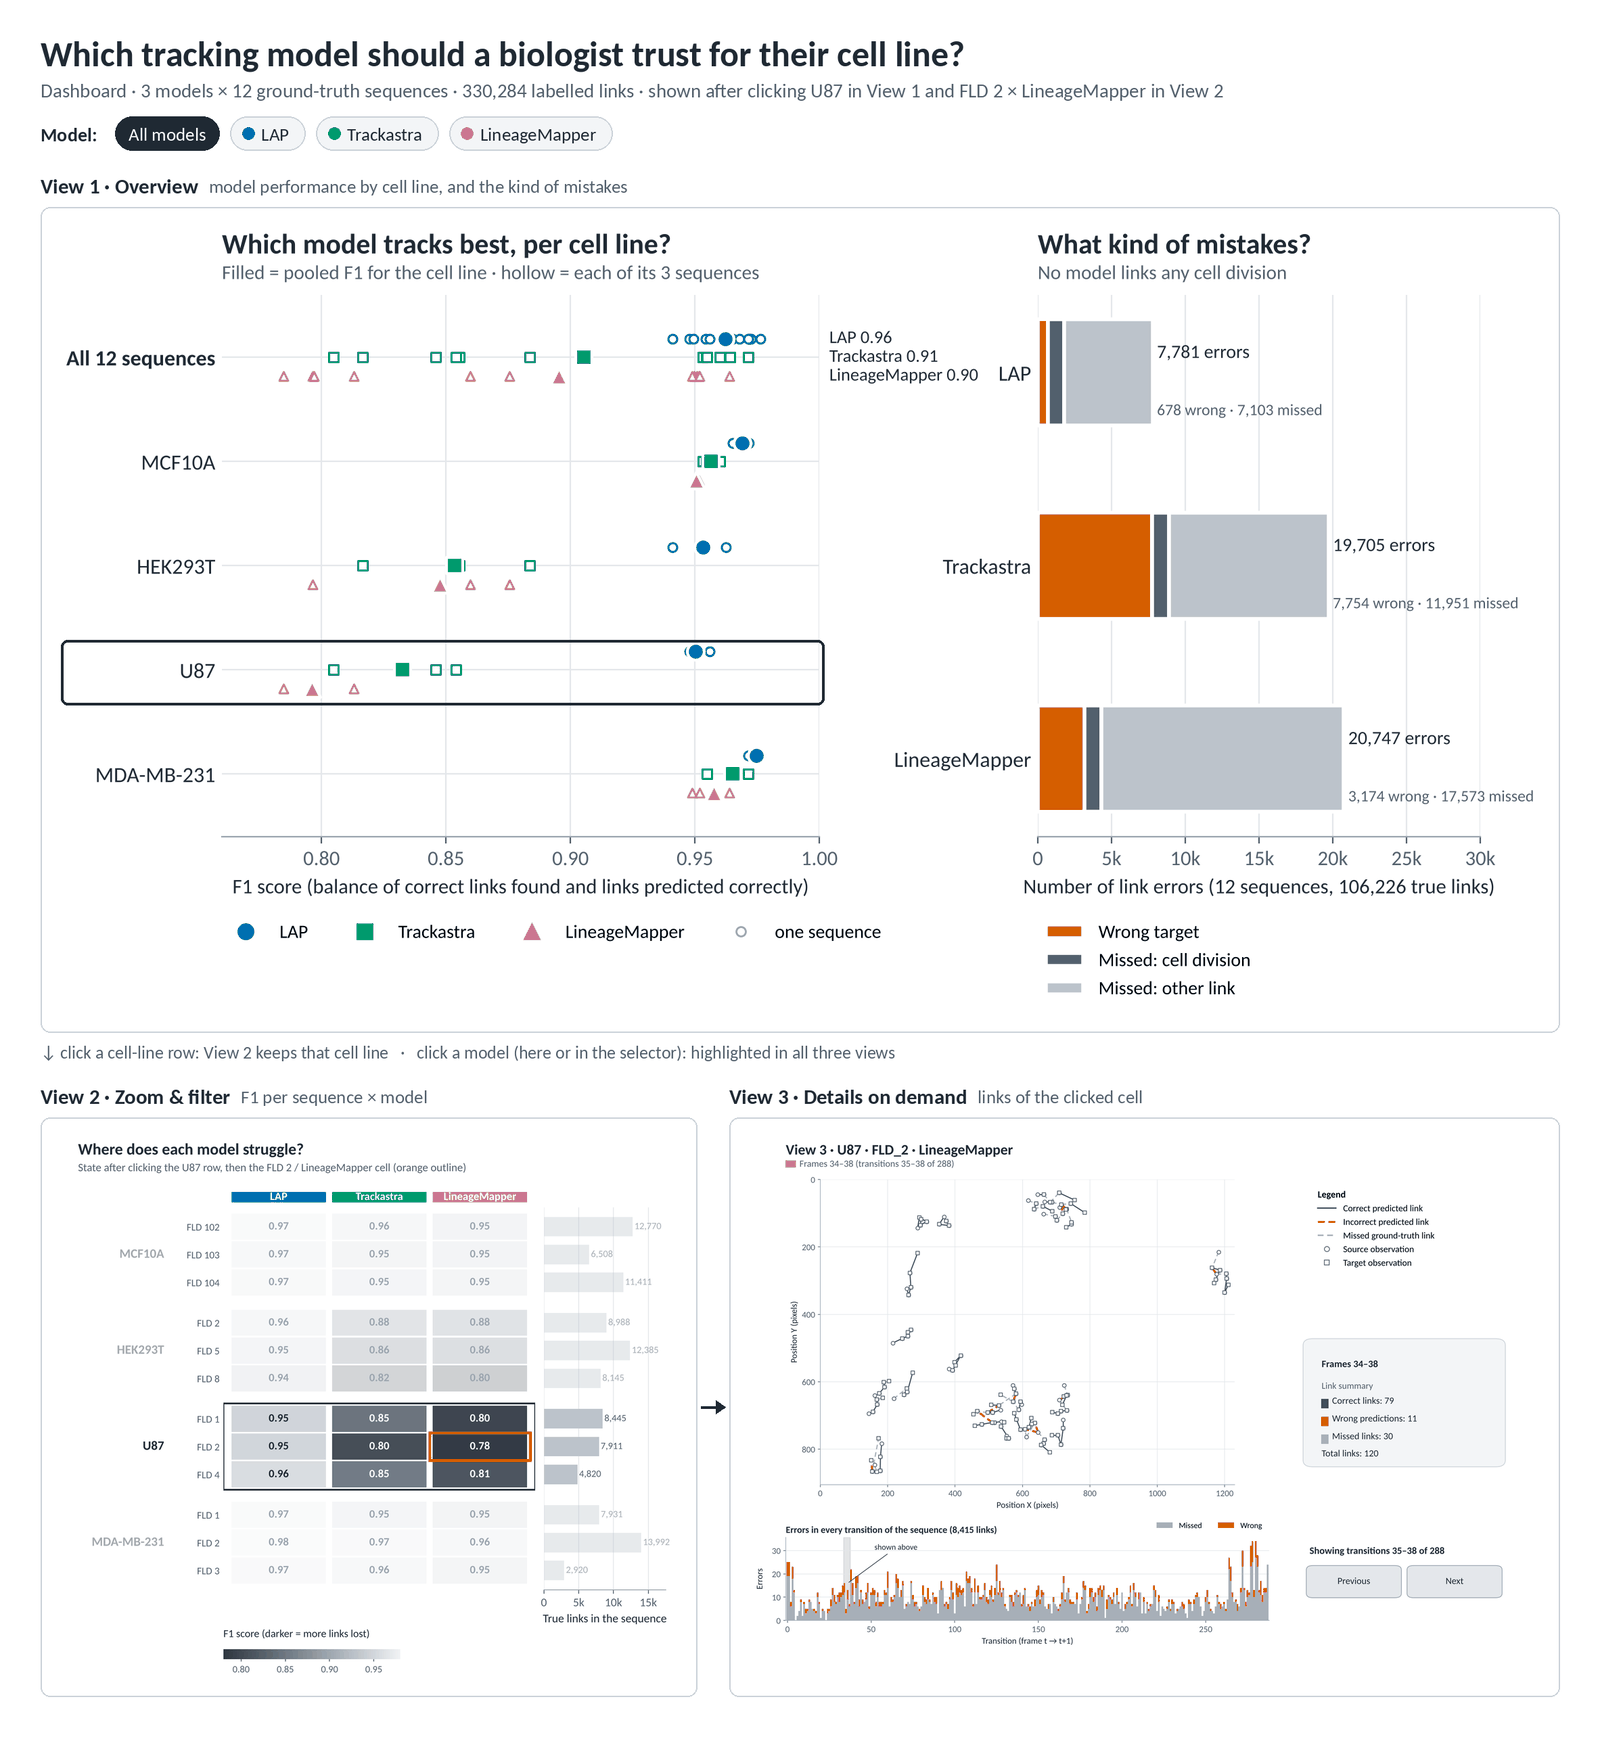 Which tracking model should a biologist trust for their cell line?
Dashboard · 3 models × 12 ground-truth sequences · 330,284 labelled links · shown after clicking U87 in View 1 and FLD 2 × LineageMapper in View 2
Model: All models LAP Trackastra LineageMapper
View 1 · Overview model performance by cell line, and the kind of mistakes
Which model tracks best, per cell line?
Filled = pooled F1 for the cell line · hollow = each of its 3 sequences
All 12 sequences
LAP 0.96
Trackastra 0.91
LineageMapper 0.90
MCF10A
HEK293T
U87
MDA-MB-231
0.80 0.85 0.90 0.95 1.00
F1 score (balance of correct links found and links predicted correctly)
LAP Trackastra LineageMapper one sequence
What kind of mistakes?
No model links any cell division
LAP
7,781 errors
678 wrong · 7,103 missed
Trackastra
19,705 errors
7,754 wrong · 11,951 missed
LineageMapper
20,747 errors
3,174 wrong · 17,573 missed
0 5k 10k 15k 20k 25k 30k
Number of link errors (12 sequences, 106,226 true links)
Wrong target
Missed: cell division
Missed: other link
↓ click a cell-line row: View 2 keeps that cell line · click a model (here or in the selector): highlighted in all three views
View 2 · Zoom & filter F1 per sequence × model
Where does each model struggle?
State after clicking the U87 row, then the FLD 2 / LineageMapper cell (orange outline)
LAP Trackastra LineageMapper
MCF10A
FLD 102 0.97 0.96 0.95 12,770
FLD 103 0.97 0.95 0.95 6,508
FLD 104 0.97 0.95 0.95 11,411
HEK293T
FLD 2 0.96 0.88 0.88 8,988
FLD 5 0.95 0.86 0.86 12,385
FLD 8 0.94 0.82 0.80 8,145
U87
FLD 1 0.95 0.85 0.80 8,445
FLD 2 0.95 0.80 0.78 7,911
FLD 4 0.96 0.85 0.81 4,820
MDA-MB-231
FLD 1 0.97 0.95 0.95 7,931
FLD 2 0.98 0.97 0.96 13,992
FLD 3 0.97 0.96 0.95 2,920
0 5k 10k 15k
True links in the sequence
F1 score (darker = more links lost)
0.80 0.85 0.90 0.95
View 3 · Details on demand links of the clicked cell
View 3 · U87 · FLD_2 · LineageMapper
Frames 34–38 (transitions 35–38 of 288)
0
200
400
600
800
Position Y (pixels)
0 200 400 600 800 1000 1200
Position X (pixels)
Legend
Correct predicted link
Incorrect predicted link
Missed ground-truth link
Source observation
Target observation
Frames 34–38
Link summary
Correct links: 79
Wrong predictions: 11
Missed links: 30
Total links: 120
Errors in every transition of the sequence (8,415 links)
Missed Wrong
shown above
30
20
10
0
Errors
0 50 100 150 200 250
Transition (frame t → t+1)
Showing transitions 35–38 of 288
Previous Next